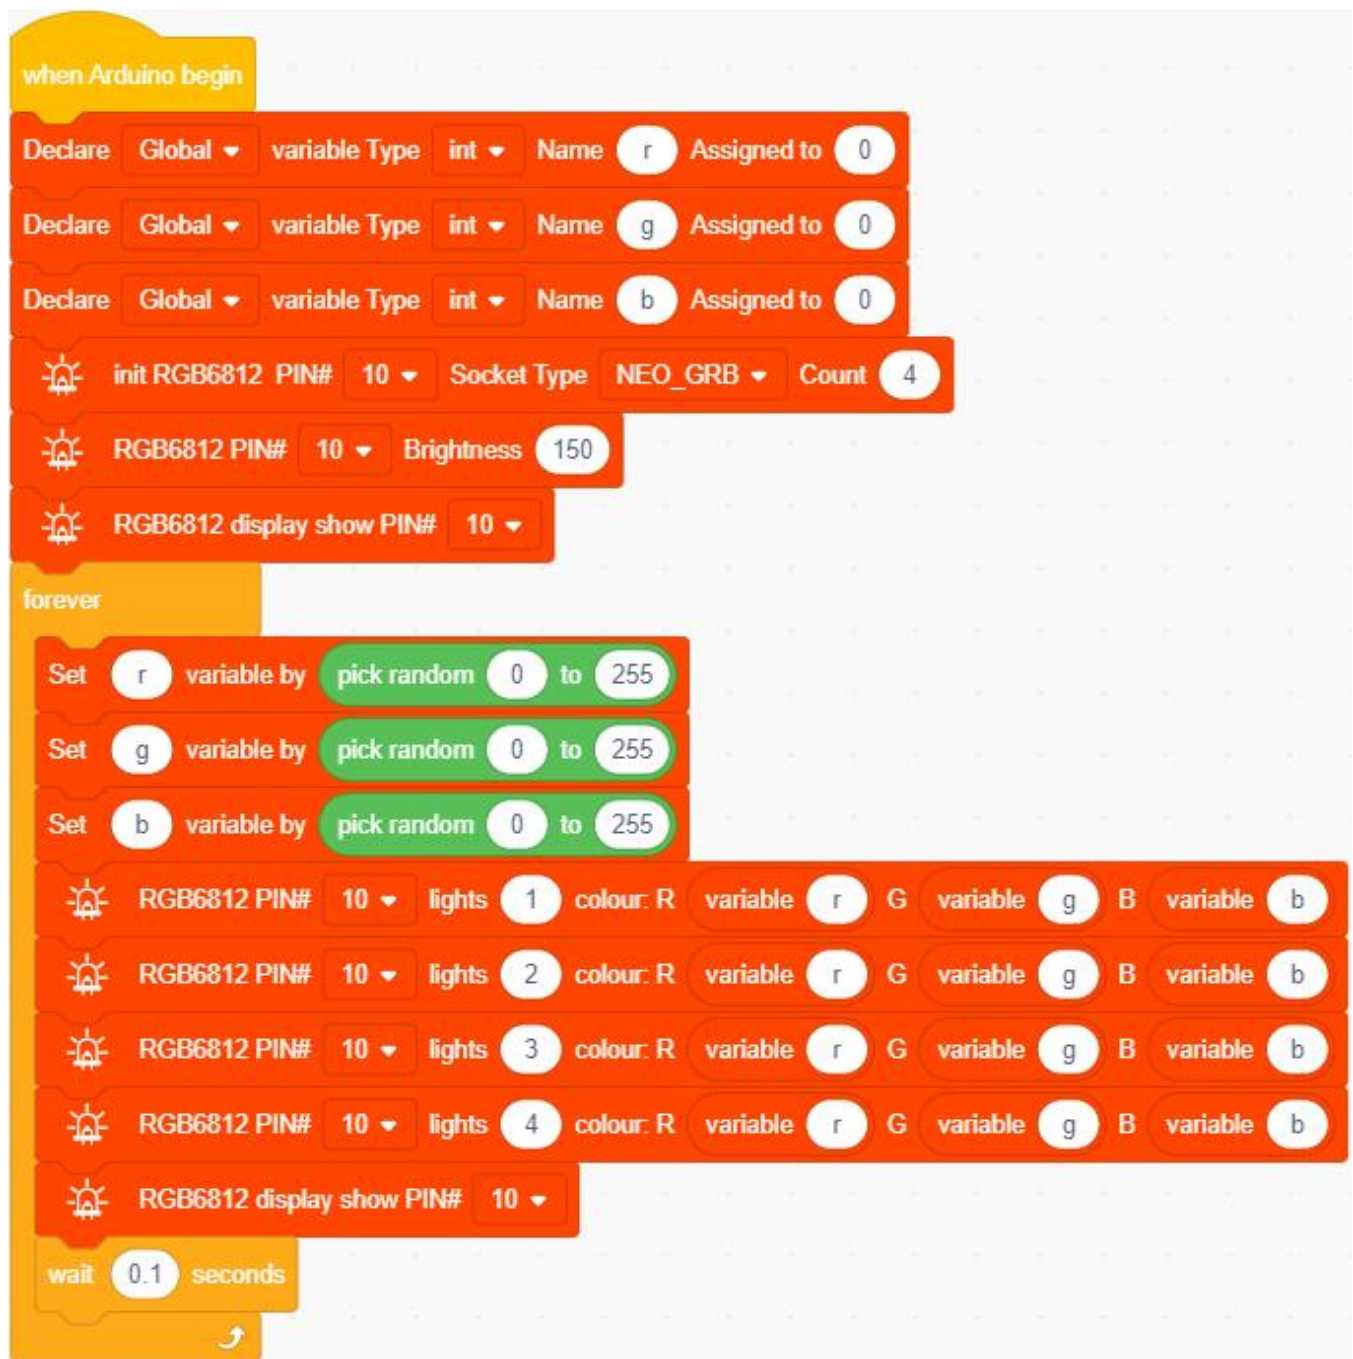 when Arduino begin
Declare Global variable Type int Name r Assigned to 0
Declare Global variable Type int Name g Assigned to 0
Declare Global variable Type int Name b Assigned to 0
init RGB6812 PIN# 10 Socket Type NEO_GRB Count 4
RGB6812 PIN# 10 Brightness 150
RGB6812 display show PIN# 10
forever
Set r variable by pick random 0 to 255
Set g variable by pick random 0 to 255
Set b variable by pick random 0 to 255
RGB6812 PIN# 10 lights 1 colour: R variable r G variable g B variable b
RGB6812 PIN# 10 lights 2 colour: R variable r G variable g B variable b
RGB6812 PIN# 10 lights 3 colour: R variable r G variable g B variable b
RGB6812 PIN# 10 lights 4 colour: R variable r G variable g B variable b
RGB6812 display show PIN# 10
wait 0.1 seconds